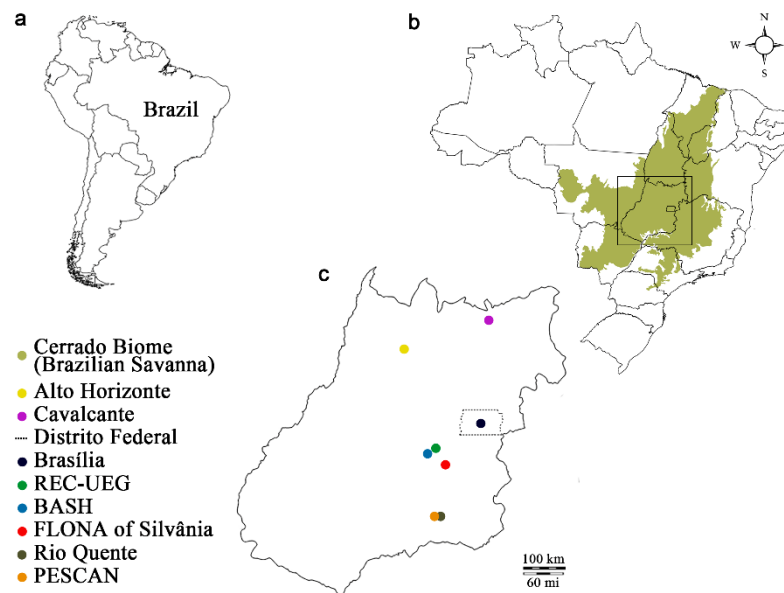 a
Brazil
b
N
W
E
S
c
Cerrado Biome
(Brazilian Savanna)
Alto Horizonte
Cavalcante
Distrito Federal
Brasília
REC-UEG
BASH
FLONA of Silvânia
Rio Quente
PESCAN
100 km
60 mi